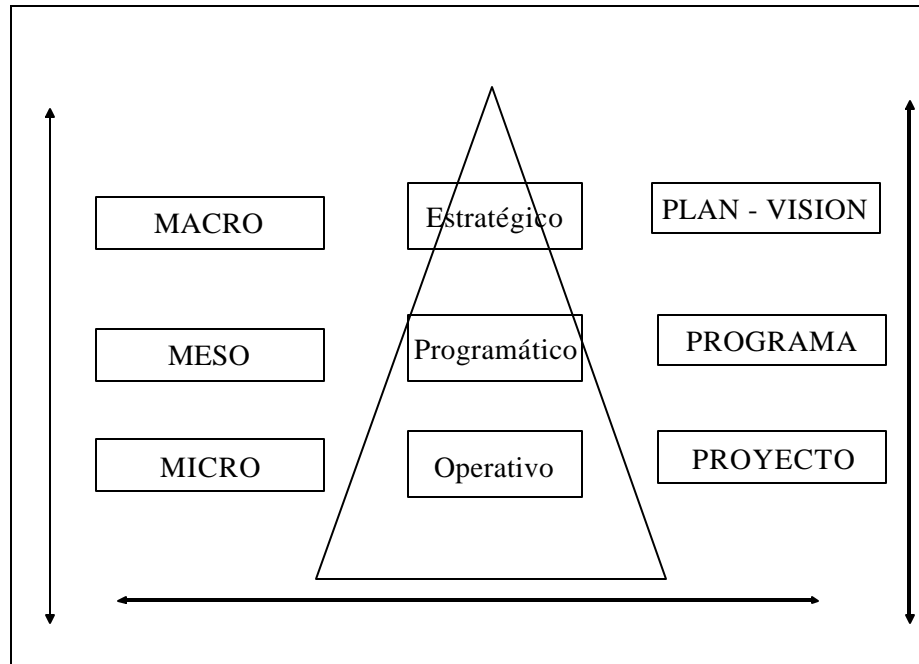 MACRO
Estratégico
PLAN - VISION
MESO
Programático
PROGRAMA
MICRO
Operativo
PROYECTO